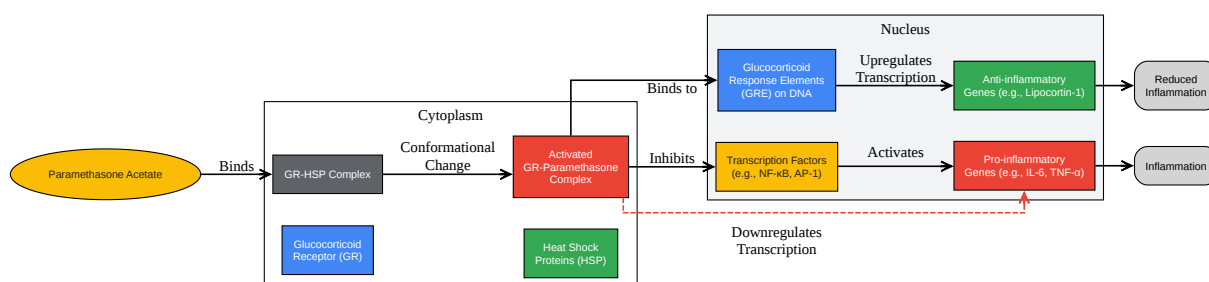 Nucleus
Glucocorticoid
Response Elements
(GRE) on DNA
Upregulates
Transcription
Anti-inflammatory
Genes (e.g., Lipocortin-1)
Reduced
Inflammation
Binds to
Cytoplasm
Paramethasone Acetate
Binds
GR-HSP Complex
Conformational
Change
Activated
GR-Paramethasone
Complex
Inhibits
Transcription Factors
(e.g., NF-κB, AP-1)
Activates
Pro-inflammatory
Genes (e.g., IL-6, TNF-α)
Inflammation
Downregulates
Transcription
Glucocorticoid
Receptor (GR)
Heat Shock
Proteins (HSP)